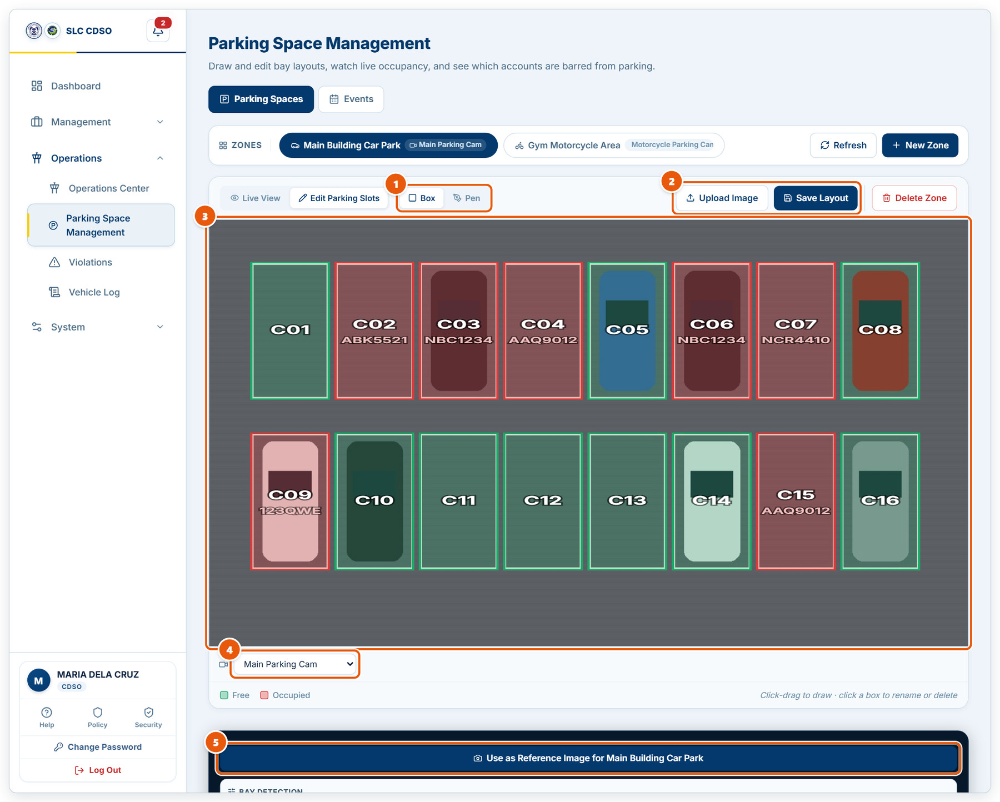 SLC CDSO
2
Dashboard
Management
Operations
Operations Center
Parking Space
Management
Violations
Vehicle Log
System
M
MARIA DELA CRUZ
CDSO
Help
Policy
Security
Change Password
Log Out
Parking Space Management
Draw and edit bay layouts, watch live occupancy, and see which accounts are barred from parking.
Parking Spaces
Events
ZONES
Main Building Car Park
Main Parking Cam
Gym Motorcycle Area
Motorcycle Parking Cam
Refresh
New Zone
1
2
Live View
Edit Parking Slots
Box
Pen
Upload Image
Save Layout
Delete Zone
3
C01
C02
ABK5521
C03
NBC1234
C04
AAQ9012
C05
C06
NBC1234
C07
NCR4410
C08
C09
123QWE
C10
C11
C12
C13
C14
C15
AAQ9012
C16
4
Main Parking Cam
Free
Occupied
Click-drag to draw · click a box to rename or delete
5
Use as Reference Image for Main Building Car Park
BAY DETECTION